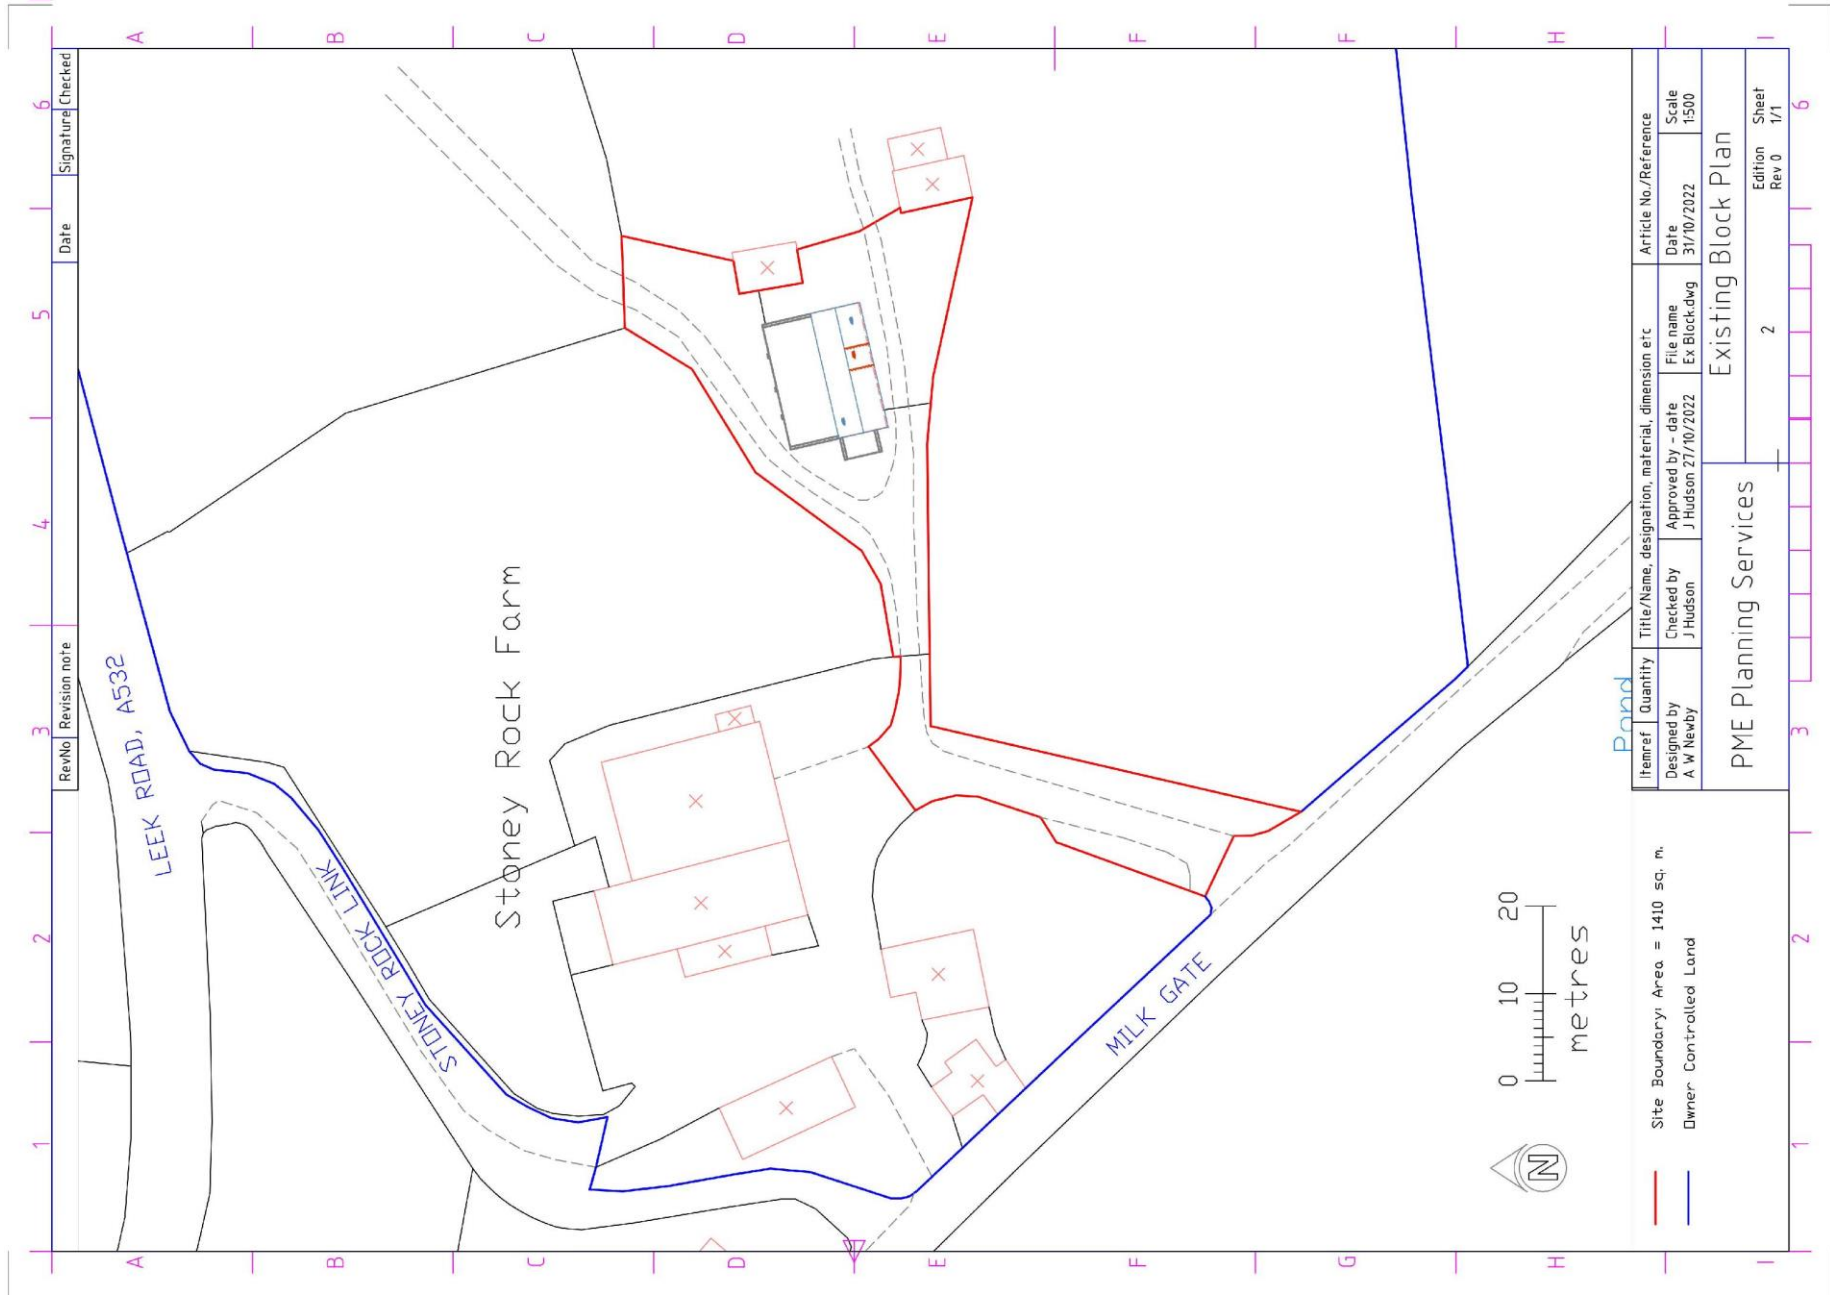 A
B
C
D
E
F
F
H
I
6
5
4
3
2
1
RevNo
Revision note
Date
Signature
Checked
LEEK ROAD, A532
STONEY ROCK LINK
Stoney Rock Farm
MILK GATE
Pond
0 10 20
metres
N
Site Boundary: Area = 1410 sq. m.
Owner Controlled Land
Itemref
Quantity
Title/Name, designation, material, dimension etc
Article No./Reference
Designed by
A W Newby
Checked by
J Hudson
Approved by - date
J Hudson 27/10/2022
File name
Ex Block.dwg
Date
31/10/2022
Scale
1:500
PME Planning Services
Existing Block Plan
2
Edition
Rev 0
Sheet
1/1
A
B
C
D
E
F
G
H
I
6
3
2
1